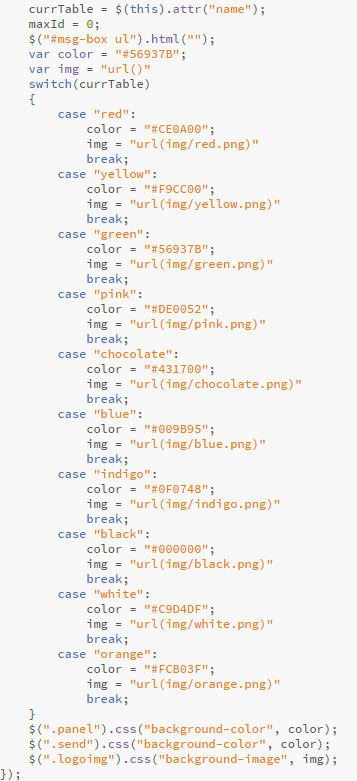 currTable = $(this).attr("name");
maxId = 0;
$("#msg-box ul").html("");
var color = "#56937B";
var img = "url()"
switch(currTable)
{
case "red":
color = "#CE0A00";
img = "url(img/red.png)"
break;
case "yellow":
color = "#F9CC00";
img = "url(img/yellow.png)"
break;
case "green":
color = "#56937B";
img = "url(img/green.png)"
break;
case "pink":
color = "#DE0052";
img = "url(img/pink.png)"
break;
case "chocolate":
color = "#431700";
img = "url(img/chocolate.png)"
break;
case "blue":
color = "#009B95";
img = "url(img/blue.png)"
break;
case "indigo":
color = "#0F0748";
img = "url(img/indigo.png)"
break;
case "black":
color = "#000000";
img = "url(img/black.png)"
break;
case "white":
color = "#C9D4DF";
img = "url(img/white.png)"
break;
case "orange":
color = "#FCB03F";
img = "url(img/orange.png)"
break;
}
$(".panel").css("background-color", color);
$(".send").css("background-color", color);
$(".logoimg").css("background-image", img);
});